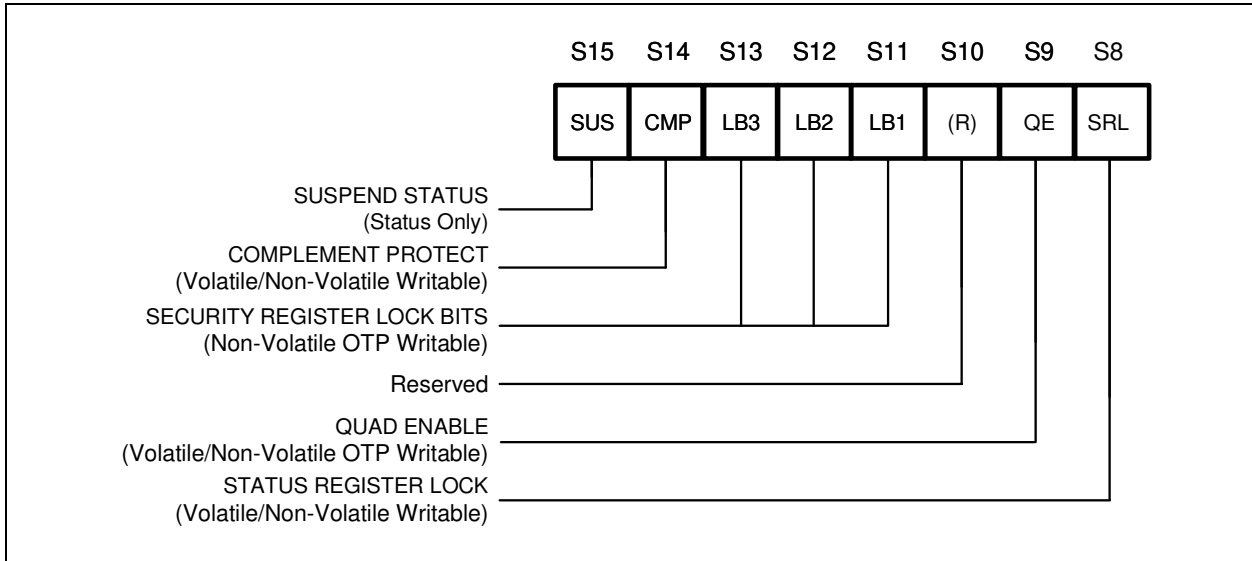 S15 S14 S13 S12 S11 S10 S9 S8
SUS CMP LB3 LB2 LB1 (R) QE SRL
SUSPEND STATUS
(Status Only)
COMPLEMENT PROTECT
(Volatile/Non-Volatile Writable)
SECURITY REGISTER LOCK BITS
(Non-Volatile OTP Writable)
Reserved
QUAD ENABLE
(Volatile/Non-Volatile OTP Writable)
STATUS REGISTER LOCK
(Volatile/Non-Volatile Writable)